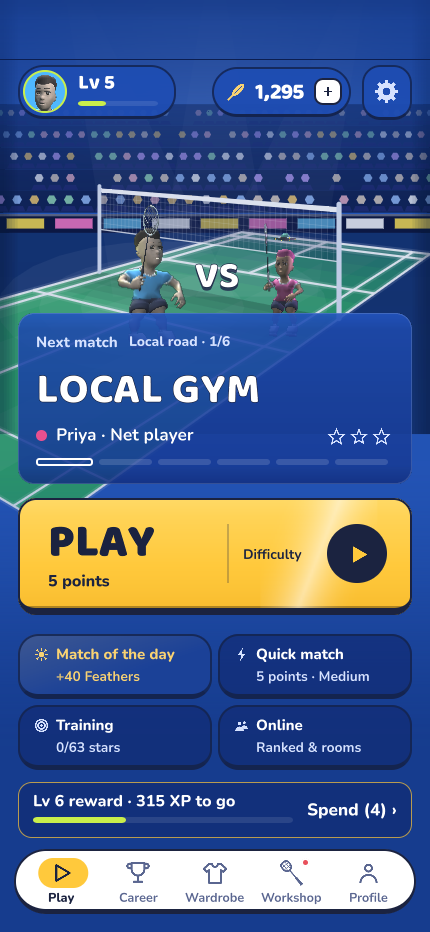 Lv 5
1,295
+
VS
Next match Local road · 1/6
LOCAL GYM
Priya · Net player
PLAY
5 points
Difficulty
Match of the day
+40 Feathers
Quick match
5 points · Medium
Training
0/63 stars
Online
Ranked & rooms
Lv 6 reward · 315 XP to go
Spend (4) ›
Play
Career
Wardrobe
Workshop
Profile